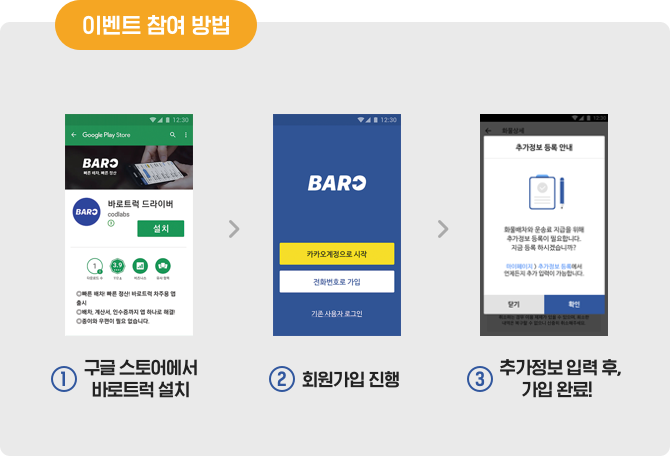 이벤트 참여 방법
12:30
Google Play Store
BARO
빠른 배차, 빠른 정산
BARO
바로트럭 드라이버
codlabs
설치
1
3.9
◎빠른 배차! 빠른 정산! 바로트럭 차주용 앱
출시
◎배차, 계산서, 인수증까지 앱 하나로 해결!
◎종이와 우편이 필요 없습니다.
① 구글 스토어에서
바로트럭 설치
12:30
BARO
카카오계정으로 시작
전화번호로 가입
기존 사용자 로그인
② 회원가입 진행
12:30
화물상세
추가정보 등록 안내
화물배차와 운송료 지급을 위해
추가정보 등록이 필요합니다.
지금 등록 하시겠습니까?
마이페이지 > 추가정보 등록에서
언제든지 추가 입력이 가능합니다.
닫기
확인
③ 추가정보 입력 후,
가입 완료!